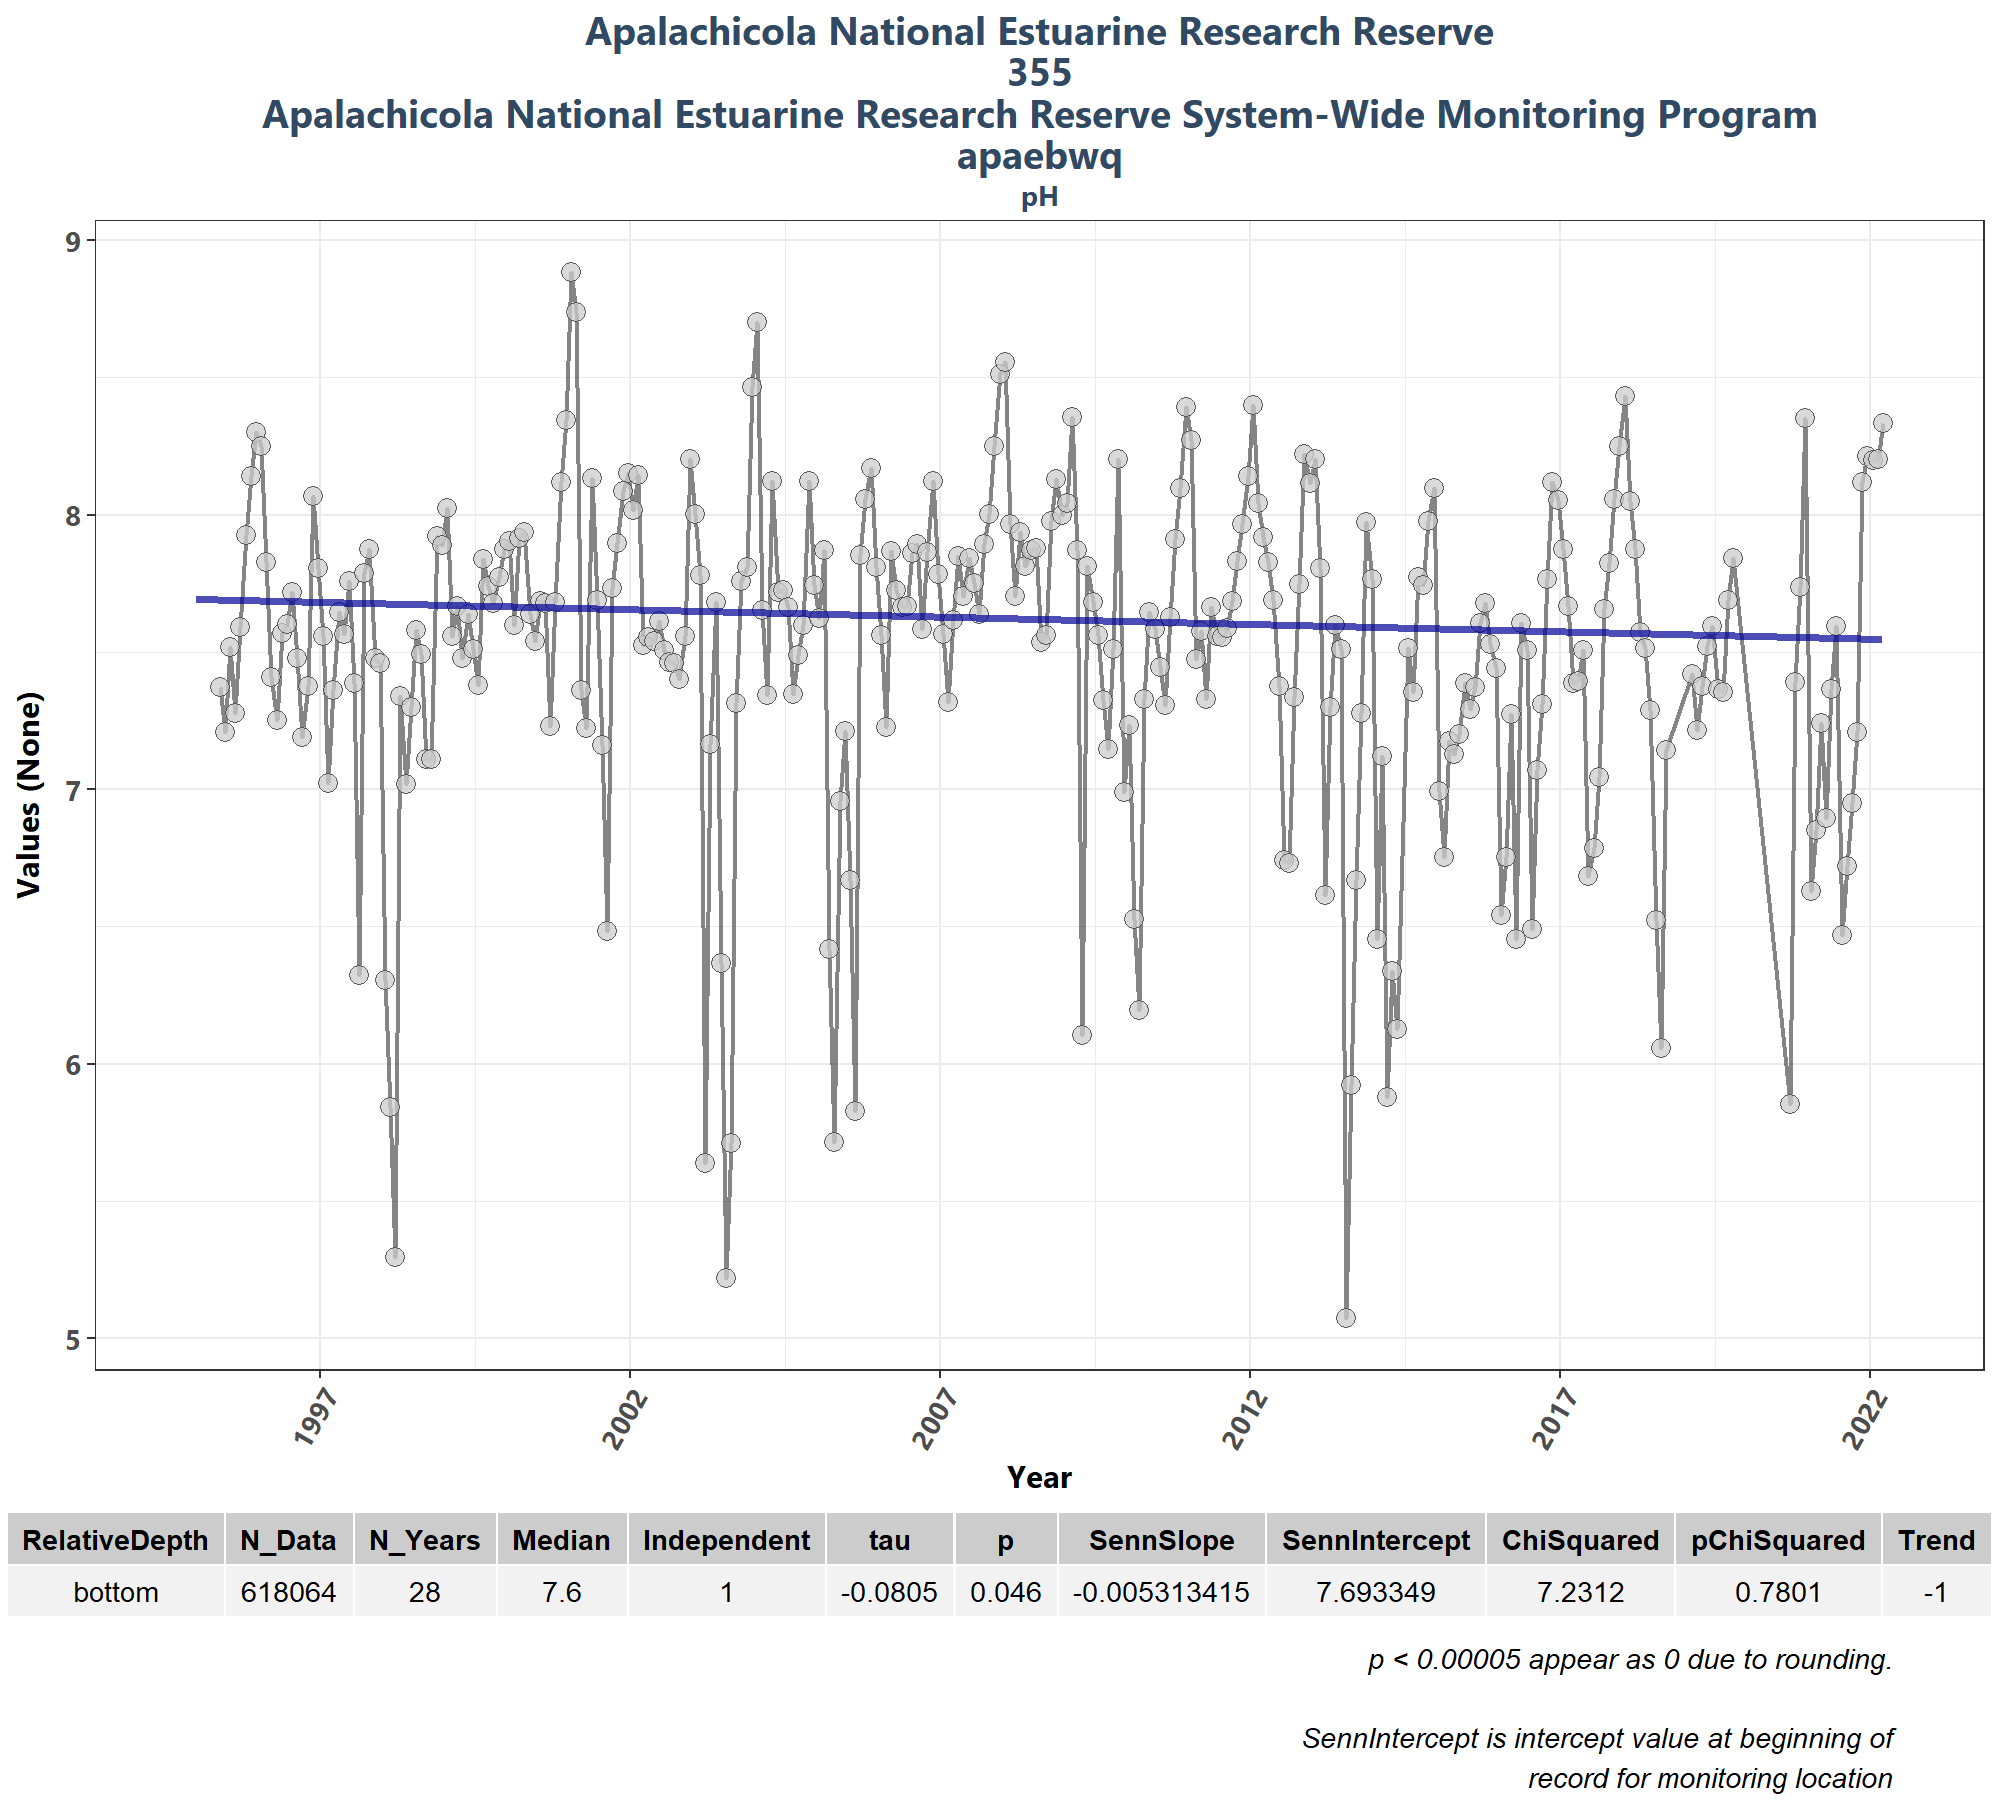 Apalachicola National Estuarine Research Reserve
355
Apalachicola National Estuarine Research Reserve System-Wide Monitoring Program
apaebwq
pH
Values (None)
9
8
7
6
5
1997 2002 2007 2012 2017 2022
Year
RelativeDepth N_Data N_Years Median Independent tau p SennSlope SennIntercept ChiSquared pChiSquared Trend
bottom 618064 28 7.6 1 -0.0805 0.046 -0.005313415 7.693349 7.2312 0.7801 -1
p < 0.00005 appear as 0 due to rounding.
SennIntercept is intercept value at beginning of
record for monitoring location